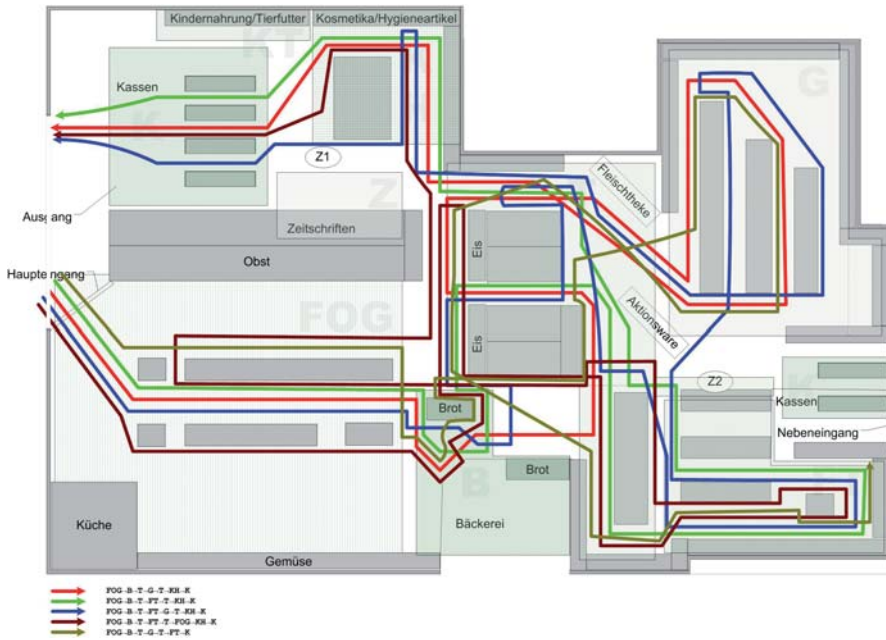 Kindernahrung/Tierfutter
Kosmetika/Hygieneartikel
KT
Kassen
K
G
Z1
Fleischtheke
Ausgang
Z
Zeitschriften
Eis
Obst
Haupteingang
FOG
Aktionsware
Eis
Z2
K
Kassen
Brot
Nebeneingang
B
Brot
Küche
Bäckerei
Gemüse
FOG-B-T-G-T-KH-K
FOG-B-T-FT-T-KH-K
FOG-B-T-FT-G-T-KH-K
FOG-B-T-FT-T-FOG-KH-K
FOG-B-T-G-T-FT-K